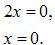 2x = 0,
x = 0.